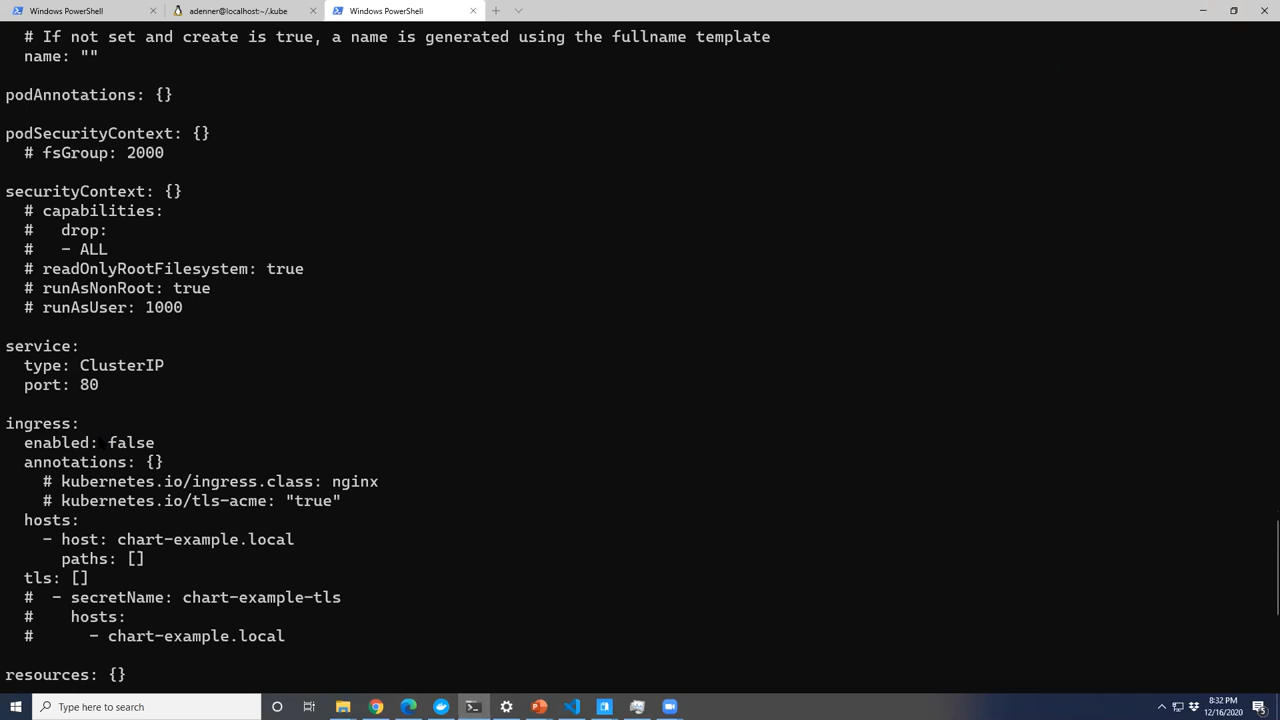 Windows PowerShell
adenner@localhost:~/.kube
Windows PowerShell
# If not set and create is true, a name is generated using the fullname template
name: ""
podAnnotations: {}
podSecurityContext: {}
# fsGroup: 2000
securityContext: {}
# capabilities:
#   drop:
#   - ALL
# readOnlyRootFilesystem: true
# runAsNonRoot: true
# runAsUser: 1000
service:
type: ClusterIP
port: 80
ingress:
enabled: false
annotations: {}
# kubernetes.io/ingress.class: nginx
# kubernetes.io/tls-acme: "true"
hosts:
- host: chart-example.local
paths: []
tls: []
#  - secretName: chart-example-tls
#    hosts:
#      - chart-example.local
resources: {}
Type here to search
8:32 PM
12/16/2020